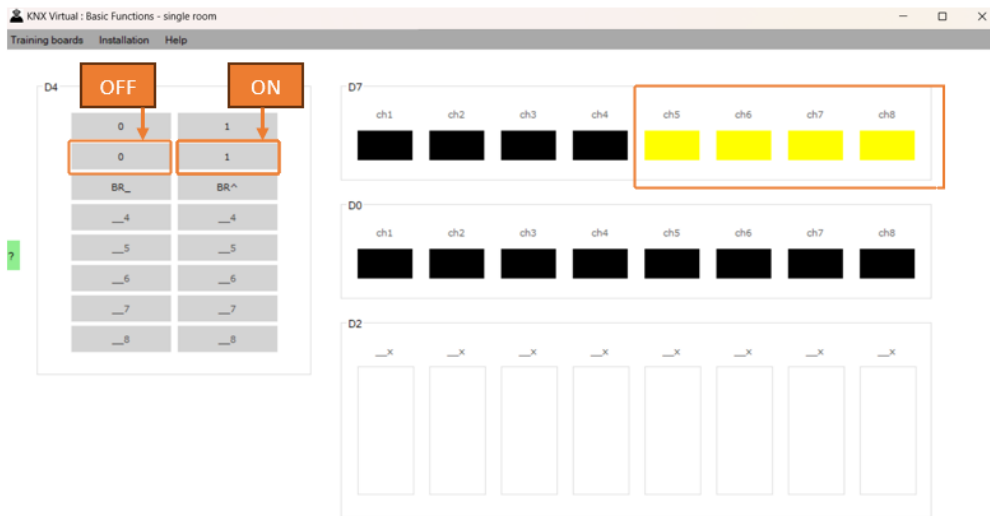 KNX Virtual : Basic Functions - single room
Training boards Installation Help
D4
OFF
ON
0 1
0 1
BR_ BR^
__4 __4
__5 __5
__6 __6
__7 __7
__8 __8
?
D7
ch1 ch2 ch3 ch4 ch5 ch6 ch7 ch8
D0
ch1 ch2 ch3 ch4 ch5 ch6 ch7 ch8
D2
__x __x __x __x __x __x __x __x